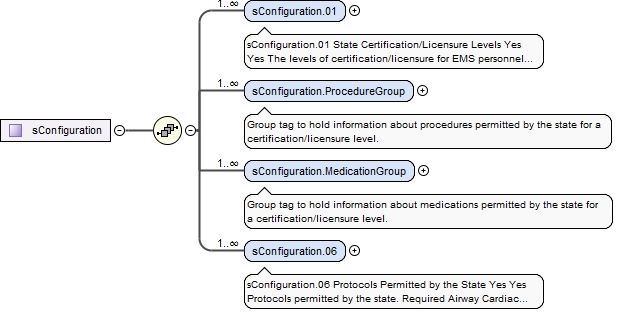 1..∞
sConfiguration.01
sConfiguration.01 State Certification/Licensure Levels Yes
Yes The levels of certification/licensure for EMS personnel...
1..∞
sConfiguration.ProcedureGroup
Group tag to hold information about procedures permitted by the state for a
certification/licensure level.
sConfiguration
1..∞
sConfiguration.MedicationGroup
Group tag to hold information about medications permitted by the state for
a certification/licensure level.
1..∞
sConfiguration.06
sConfiguration.06 Protocols Permitted by the State Yes Yes
Protocols permitted by the state. Required Airway Cardiac...